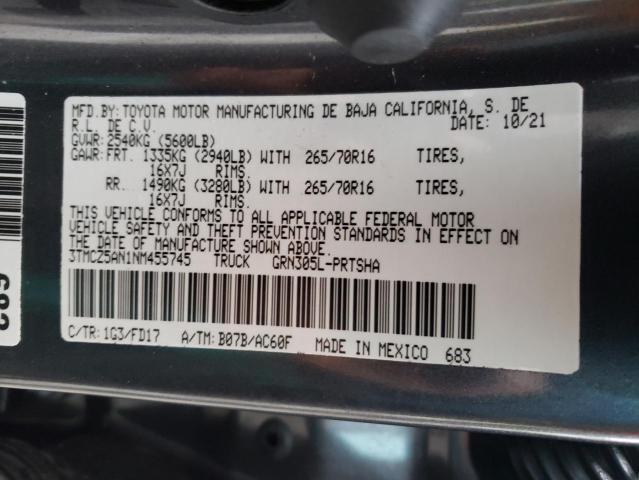 MFD.BY: TOYOTA MOTOR MANUFACTURING DE BAJA CALIFORNIA, S. DE
R.L. DE C.V. DATE: 10/21
GVWR: 2540KG (5600LB)
GAWR: FRT. 1335KG (2940LB) WITH 265/70R16 TIRES,
16X7J RIMS.
RR. 1490KG (3280LB) WITH 265/70R16 TIRES,
16X7J RIMS.
THIS VEHICLE CONFORMS TO ALL APPLICABLE FEDERAL MOTOR
VEHICLE SAFETY AND THEFT PREVENTION STANDARDS IN EFFECT ON
THE DATE OF MANUFACTURE SHOWN ABOVE.
3TMCZ5AN1NM455745 TRUCK GRN305L-PRTSHA
C/TR: 1G3/FD17 A/TM: B07B/AC60F MADE IN MEXICO 683
683